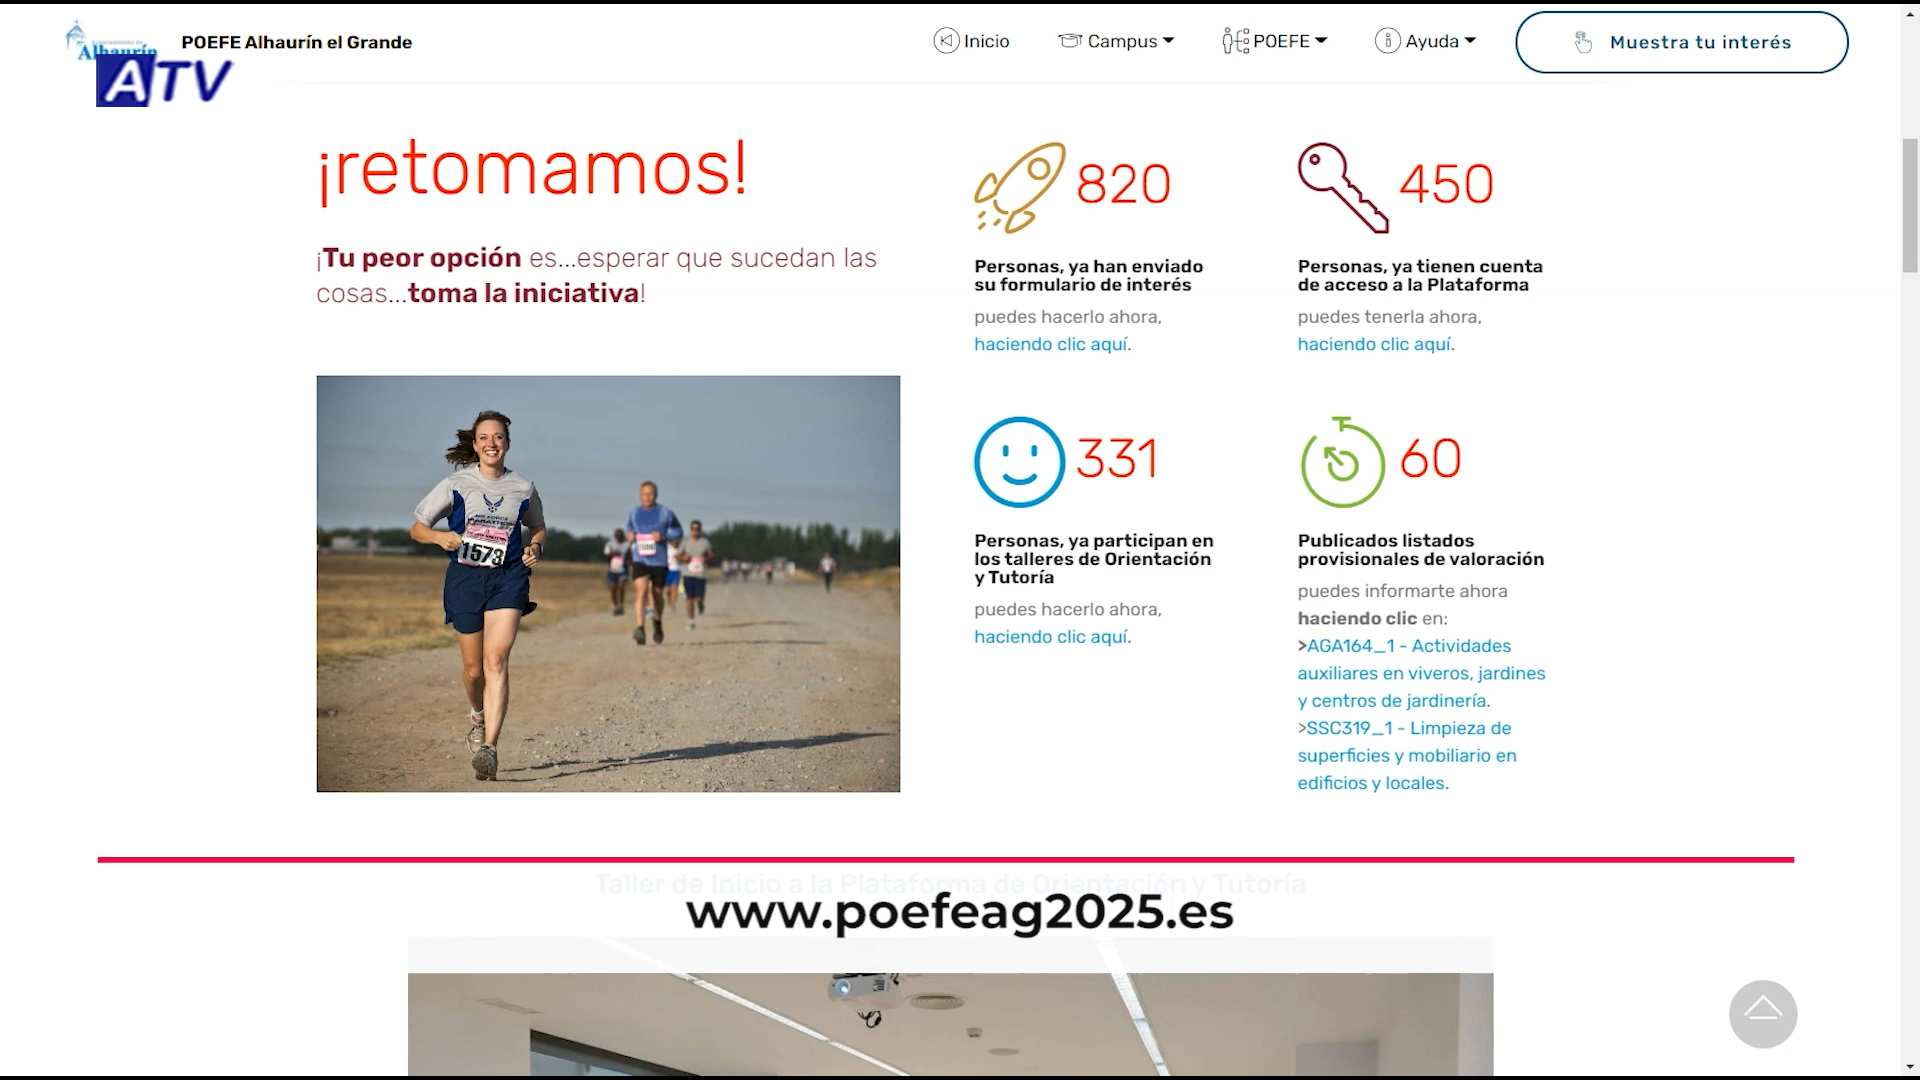 Alhaurín
ATV
POEFE Alhaurín el Grande
Inicio
Campus
POEFE
Ayuda
Muestra tu interés
¡retomamos!
¡Tu peor opción es...esperar que sucedan las
cosas...toma la iniciativa!
1573
820
Personas, ya han enviado
su formulario de interés
puedes hacerlo ahora,
haciendo clic aquí.
450
Personas, ya tienen cuenta
de acceso a la Plataforma
puedes tenerla ahora,
haciendo clic aquí.
331
Personas, ya participan en
los talleres de Orientación
y Tutoría
puedes hacerlo ahora,
haciendo clic aquí.
60
Publicados listados
provisionales de valoración
puedes informarte ahora
haciendo clic en:
>AGA164_1 - Actividades
auxiliares en viveros, jardines
y centros de jardinería.
>SSC319_1 - Limpieza de
superficies y mobiliario en
edificios y locales.
Taller de Inicio a la Plataforma de Orientación y Tutoría
www.poefeag2025.es